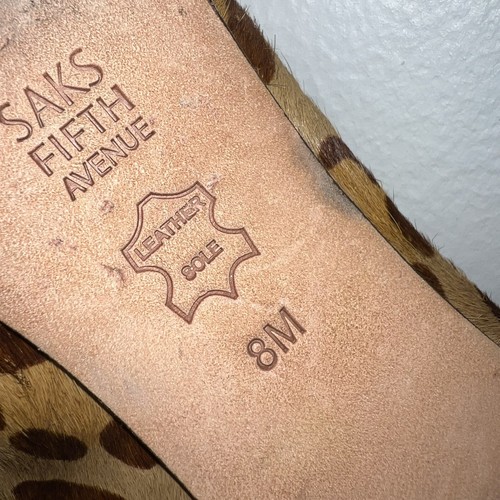 SAKS
FIFTH
AVENUE
LEATHER
SOLE
8M